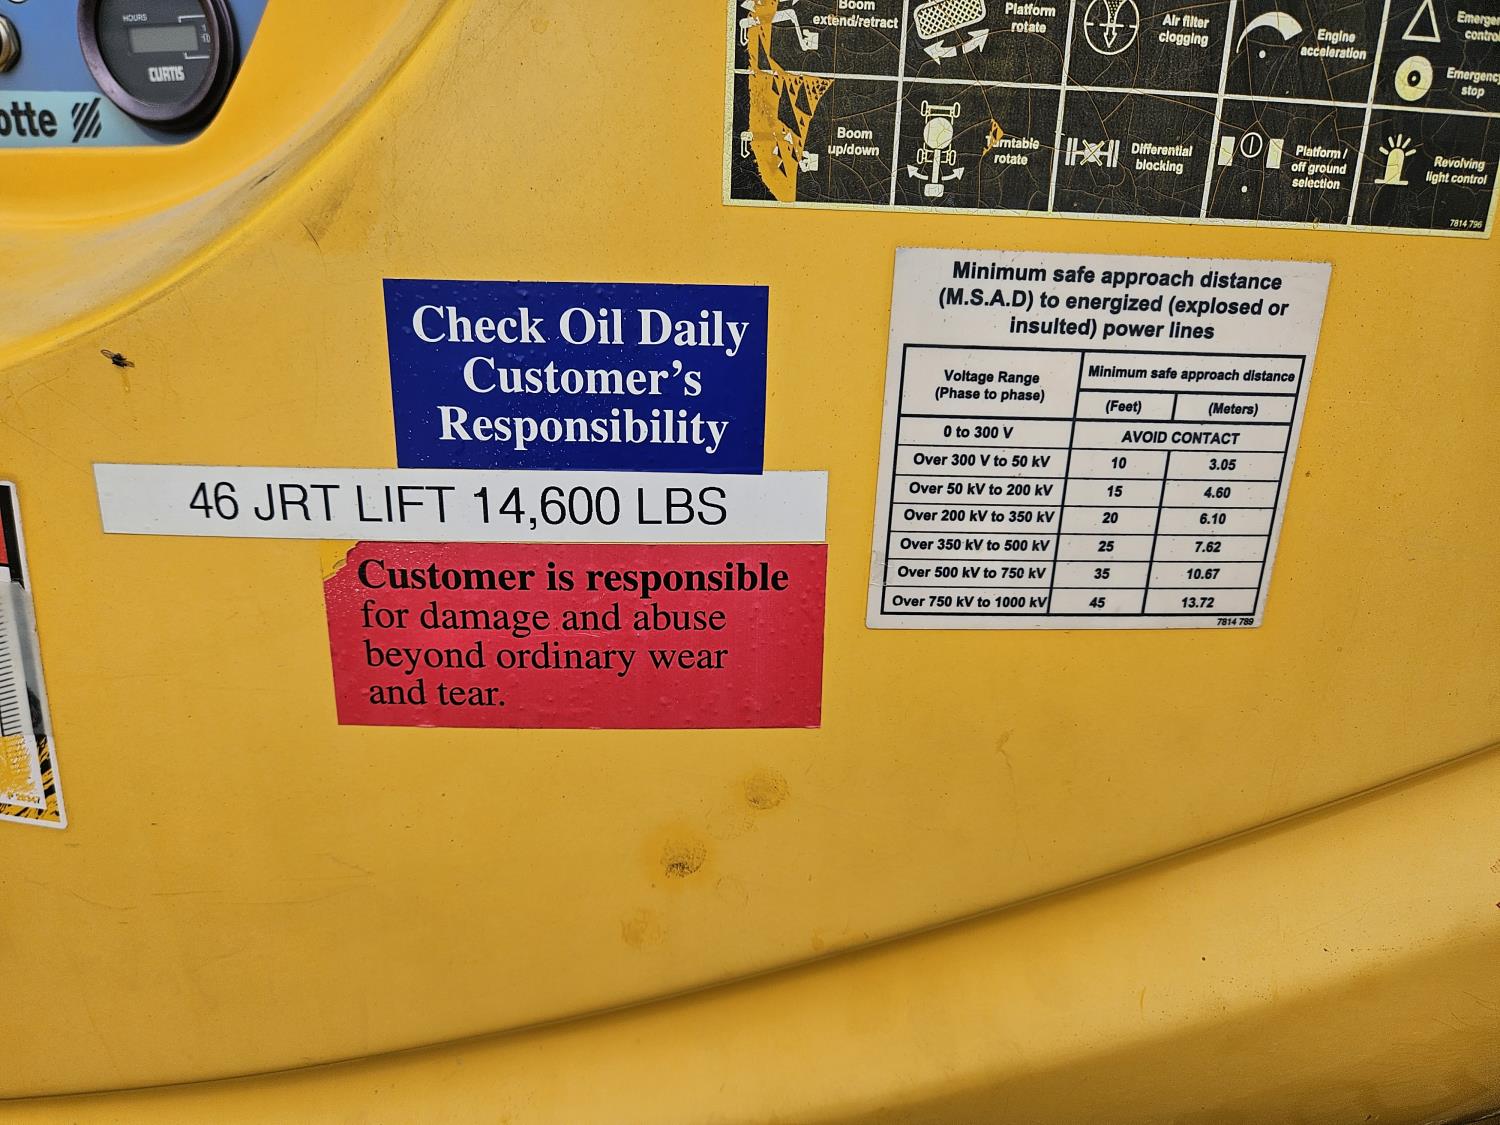 HOURS
CURTIS
otte
Boom
extend/retract
Platform
rotate
Air filter
clogging
Engine
acceleration
Emergency
stop
Boom
up/down
rotate
Differential
blocking
Platform /
off ground
selection
Revolving
light control
7814 796
Check Oil Daily
Customer's
Responsibility
46 JRT LIFT 14,600 LBS
Customer is responsible
for damage and abuse
beyond ordinary wear
and tear.
Minimum safe approach distance
(M.S.A.D) to energized (explosed or
insulted) power lines
Voltage Range
(Phase to phase)
Minimum safe approach distance
(Feet) (Meters)
0 to 300 V AVOID CONTACT
Over 300 V to 50 kV 10 3.05
Over 50 kV to 200 kV 15 4.60
Over 200 kV to 350 kV 20 6.10
Over 350 kV to 500 kV 25 7.62
Over 500 kV to 750 kV 35 10.67
Over 750 kV to 1000 kV 45 13.72
7814 789